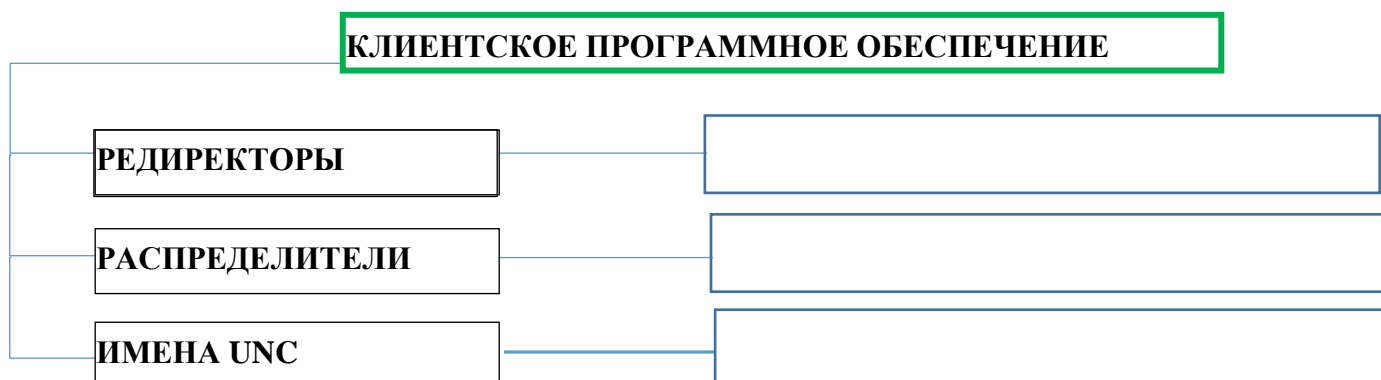 КЛИЕНТСКОЕ ПРОГРАММНОЕ ОБЕСПЕЧЕНИЕ
РЕДИРЕКТОРЫ
РАСПРЕДЕЛИТЕЛИ
ИМЕНА UNC